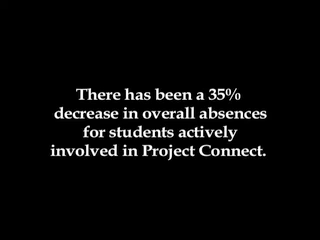 There has been a 35%
decrease in overall absences
for students actively
involved in Project Connect.